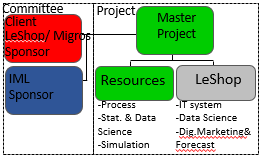 Committee
Project
Client
LeShop/ Migros
Sponsor
IML
Sponsor
Master
Project
Resources
LeShop
-Process
-Stat. & Data
Science
-Simulation
-IT system
-Data Science
-Dig.Marketing&
Forecast